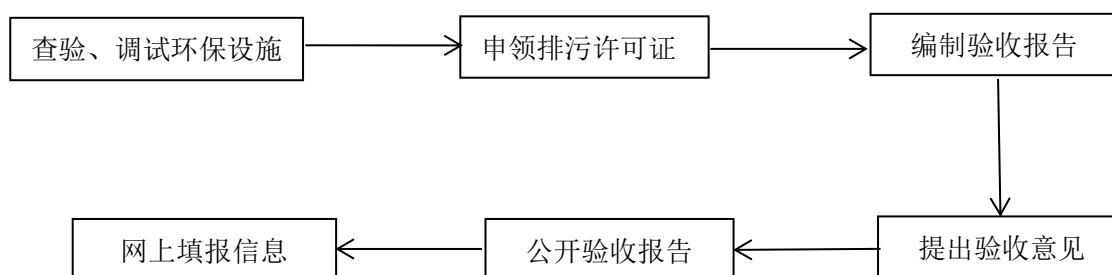 查验、调试环保设施
申领排污许可证
编制验收报告
提出验收意见
公开验收报告
网上填报信息